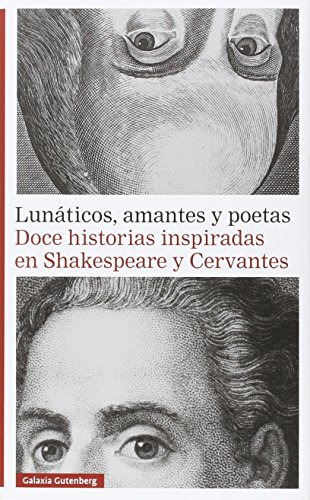 Lunáticos, amantes y poetas
Doce historias inspiradas
en Shakespeare y Cervantes
Galaxia Gutenberg